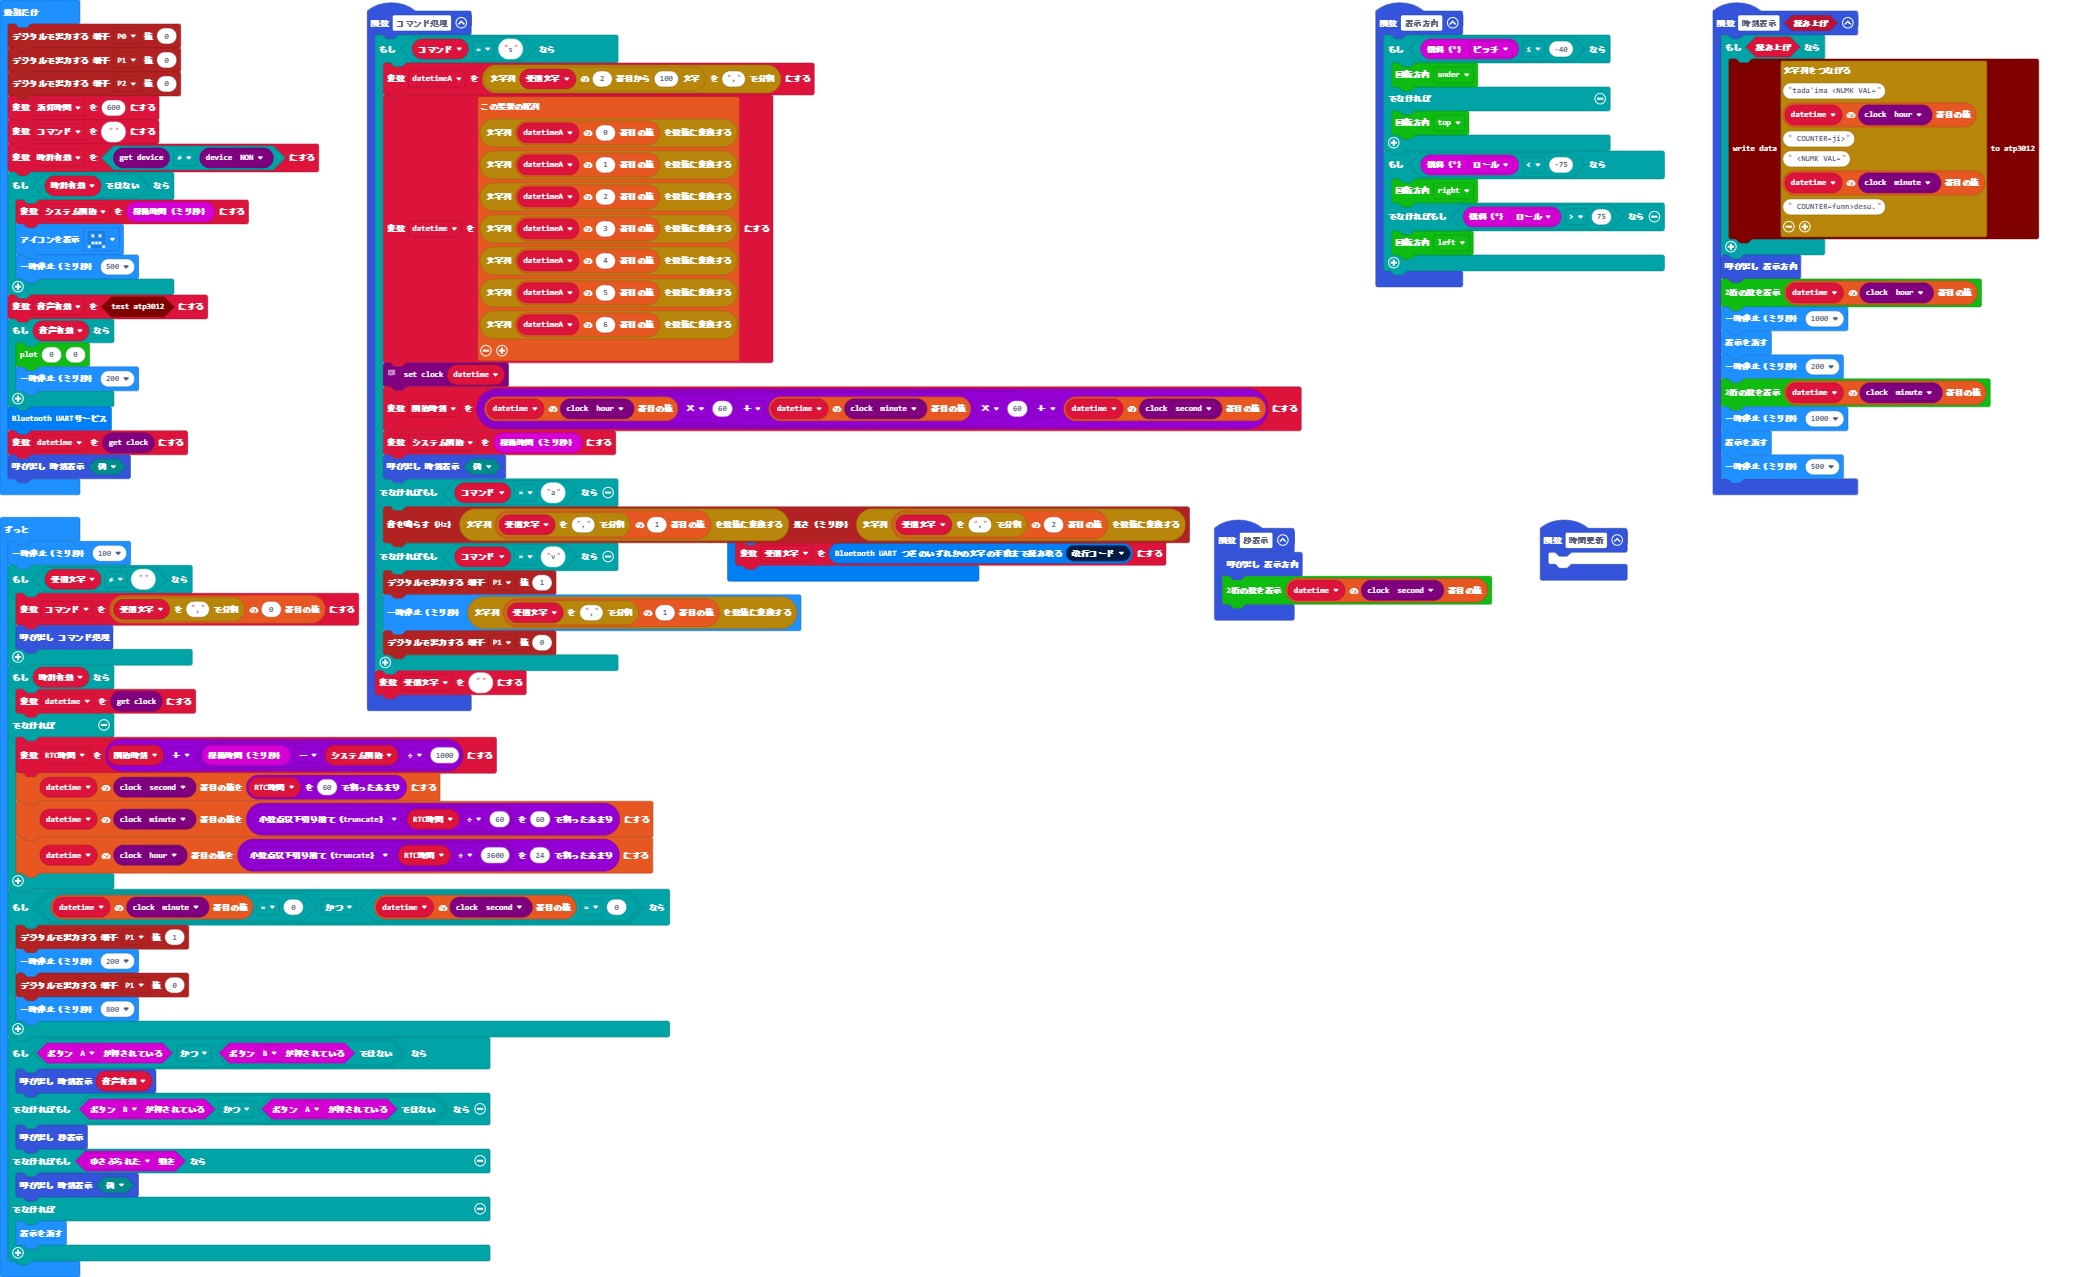 最初だけ
デジタルで出力する 端子 P0 値 0
デジタルで出力する 端子 P1 値 0
デジタルで出力する 端子 P2 値 0
変数 消灯時間 を 600 にする
変数 コマンド を " " にする
変数 時計有効 を get device ≠ device NON にする
もし 時計有効 ではない なら
変数 システム開始 を 稼働時間 (ミリ秒) にする
アイコンを表示
一時停止 (ミリ秒) 500
変数 音声有効 を test atp3012 にする
もし 音声有効 なら
plot 0 0
一時停止 (ミリ秒) 200
Bluetooth UARTサービス
変数 datetime を get clock にする
呼び出し 時刻表示 偽
ずっと
一時停止 (ミリ秒) 100
もし 受信文字 ≠ " " なら
変数 コマンド を 受信文字 を "," で分割 の 0 番目の値 にする
呼び出し コマンド処理
もし 時計有効 なら
変数 datetime を get clock にする
でなければ
変数 RTC時間 を 開始時刻 + 稼働時間 (ミリ秒) − システム開始 ÷ 1000 にする
datetime の clock second 番目の値を RTC時間 を 60 で割ったあまり にする
datetime の clock minute 番目の値を 小数点以下切り捨て (truncate) RTC時間 ÷ 60 を 60 で割ったあまり にする
datetime の clock hour 番目の値を 小数点以下切り捨て (truncate) RTC時間 ÷ 3600 を 24 で割ったあまり にする
もし datetime の clock minute 番目の値 = 0 かつ datetime の clock second 番目の値 = 0 なら
デジタルで出力する 端子 P1 値 1
一時停止 (ミリ秒) 200
デジタルで出力する 端子 P1 値 0
一時停止 (ミリ秒) 800
もし ボタン A が押されている かつ ボタン B が押されている ではない なら
呼び出し 時刻表示 音声有効
でなければもし ボタン B が押されている かつ ボタン A が押されている ではない なら
呼び出し 秒表示
でなければもし ゆさぶられた 動き なら
呼び出し 時刻表示 偽
でなければ
表示を消す
関数 コマンド処理
もし コマンド = "s" なら
変数 datetimeA を 文字列 受信文字 の 2 番目から 100 文字 を "," で分割 にする
変数 datetime を この要素の配列 にする
文字列 datetimeA の 0 番目の値 を数値に変換する
文字列 datetimeA の 1 番目の値 を数値に変換する
文字列 datetimeA の 2 番目の値 を数値に変換する
文字列 datetimeA の 3 番目の値 を数値に変換する
文字列 datetimeA の 4 番目の値 を数値に変換する
文字列 datetimeA の 5 番目の値 を数値に変換する
文字列 datetimeA の 6 番目の値 を数値に変換する
set clock datetime
変数 開始時刻 を datetime の clock hour 番目の値 × 60 + datetime の clock minute 番目の値 × 60 + datetime の clock second 番目の値 にする
変数 システム開始 を 稼働時間 (ミリ秒) にする
呼び出し 時刻表示 偽
でなければもし コマンド = "a" なら
音を鳴らす (Hz) 文字列 受信文字 を "," で分割 の 1 番目の値 を数値に変換する 長さ (ミリ秒) 文字列 受信文字 を "," で分割 の 2 番目の値 を数値に変換する
でなければもし コマンド = "v" なら
デジタルで出力する 端子 P1 値 1
一時停止 (ミリ秒) 文字列 受信文字 を "," で分割 の 1 番目の値 を数値に変換する
デジタルで出力する 端子 P1 値 0
変数 受信文字 を " " にする
変数 受信文字 を Bluetooth UART つぎのいずれかの文字の手前まで読み取る 改行コード にする
関数 秒表示
呼び出し 表示方向
2桁の数を表示 datetime の clock second 番目の値
関数 時間更新
関数 表示方向
もし 傾斜 (°) ピッチ ≤ -40 なら
回転方向 under
でなければ
回転方向 top
もし 傾斜 (°) ロール < -75 なら
回転方向 right
でなければもし 傾斜 (°) ロール > 75 なら
回転方向 left
関数 時刻表示 読み上げ
もし 読み上げ なら
write data 文字列をつなげる to atp3012
"tada'ima <NUMK VAL="
datetime の clock hour 番目の値
" COUNTER=ji>"
" <NUMK VAL="
datetime の clock minute 番目の値
" COUNTER=funn>desu."
呼び出し 表示方向
2桁の数を表示 datetime の clock hour 番目の値
一時停止 (ミリ秒) 1000
表示を消す
一時停止 (ミリ秒) 200
2桁の数を表示 datetime の clock minute 番目の値
一時停止 (ミリ秒) 1000
表示を消す
一時停止 (ミリ秒) 500